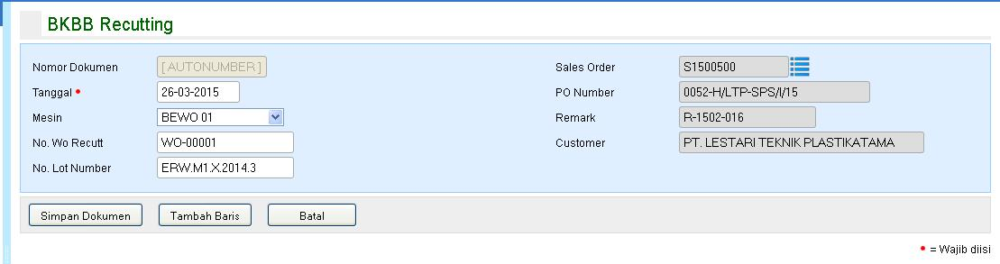 BKBB Recutting
Nomor Dokumen [ AUTONUMBER ] Sales Order S1500500
Tanggal • 26-03-2015 PO Number 0052-H/LTP-SPS/I/15
Mesin BEWO 01 Remark R-1502-016
No. Wo Recutt WO-00001 Customer PT. LESTARI TEKNIK PLASTIKATAMA
No. Lot Number ERW.M1.X.2014.3
Simpan Dokumen Tambah Baris Batal
• = Wajib diisi